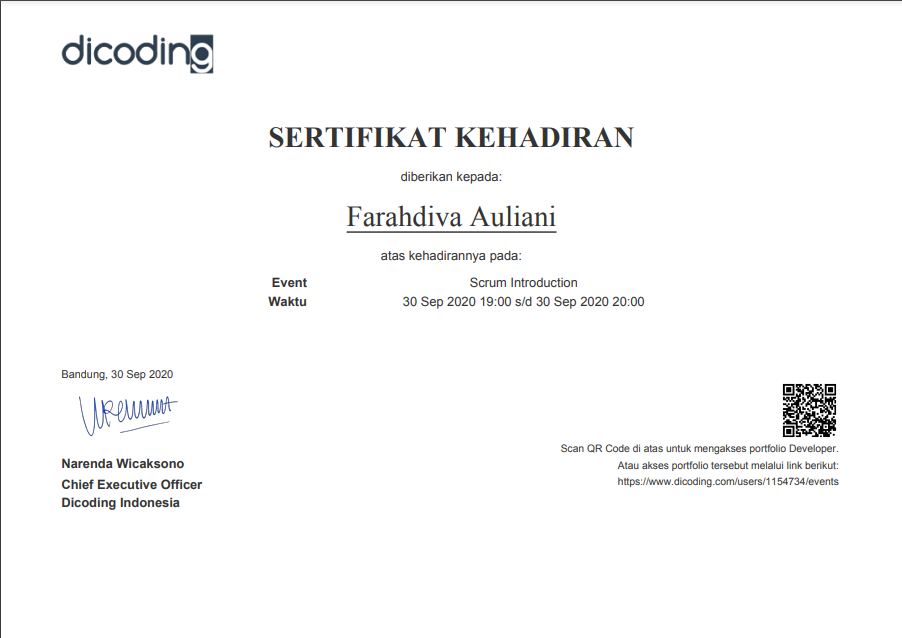 dicoding
SERTIFIKAT KEHADIRAN
diberikan kepada:
Farahdiva Auliani
atas kehadirannya pada:
Event Scrum Introduction
Waktu 30 Sep 2020 19:00 s/d 30 Sep 2020 20:00
Bandung, 30 Sep 2020
Narenda Wicaksono
Chief Executive Officer
Dicoding Indonesia
Scan QR Code di atas untuk mengakses portfolio Developer.
Atau akses portfolio tersebut melalui link berikut:
https://www.dicoding.com/users/1154734/events